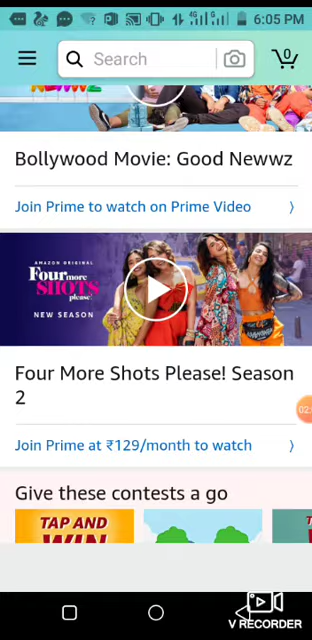 6:05 PM
Search
0
Bollywood Movie: Good Newwz
Join Prime to watch on Prime Video
AMAZON ORIGINAL
Four more
SHOTS
please!
NEW SEASON
Four More Shots Please! Season
2
Join Prime at ₹129/month to watch
Give these contests a go
TAP AND
WIN
V RECORDER